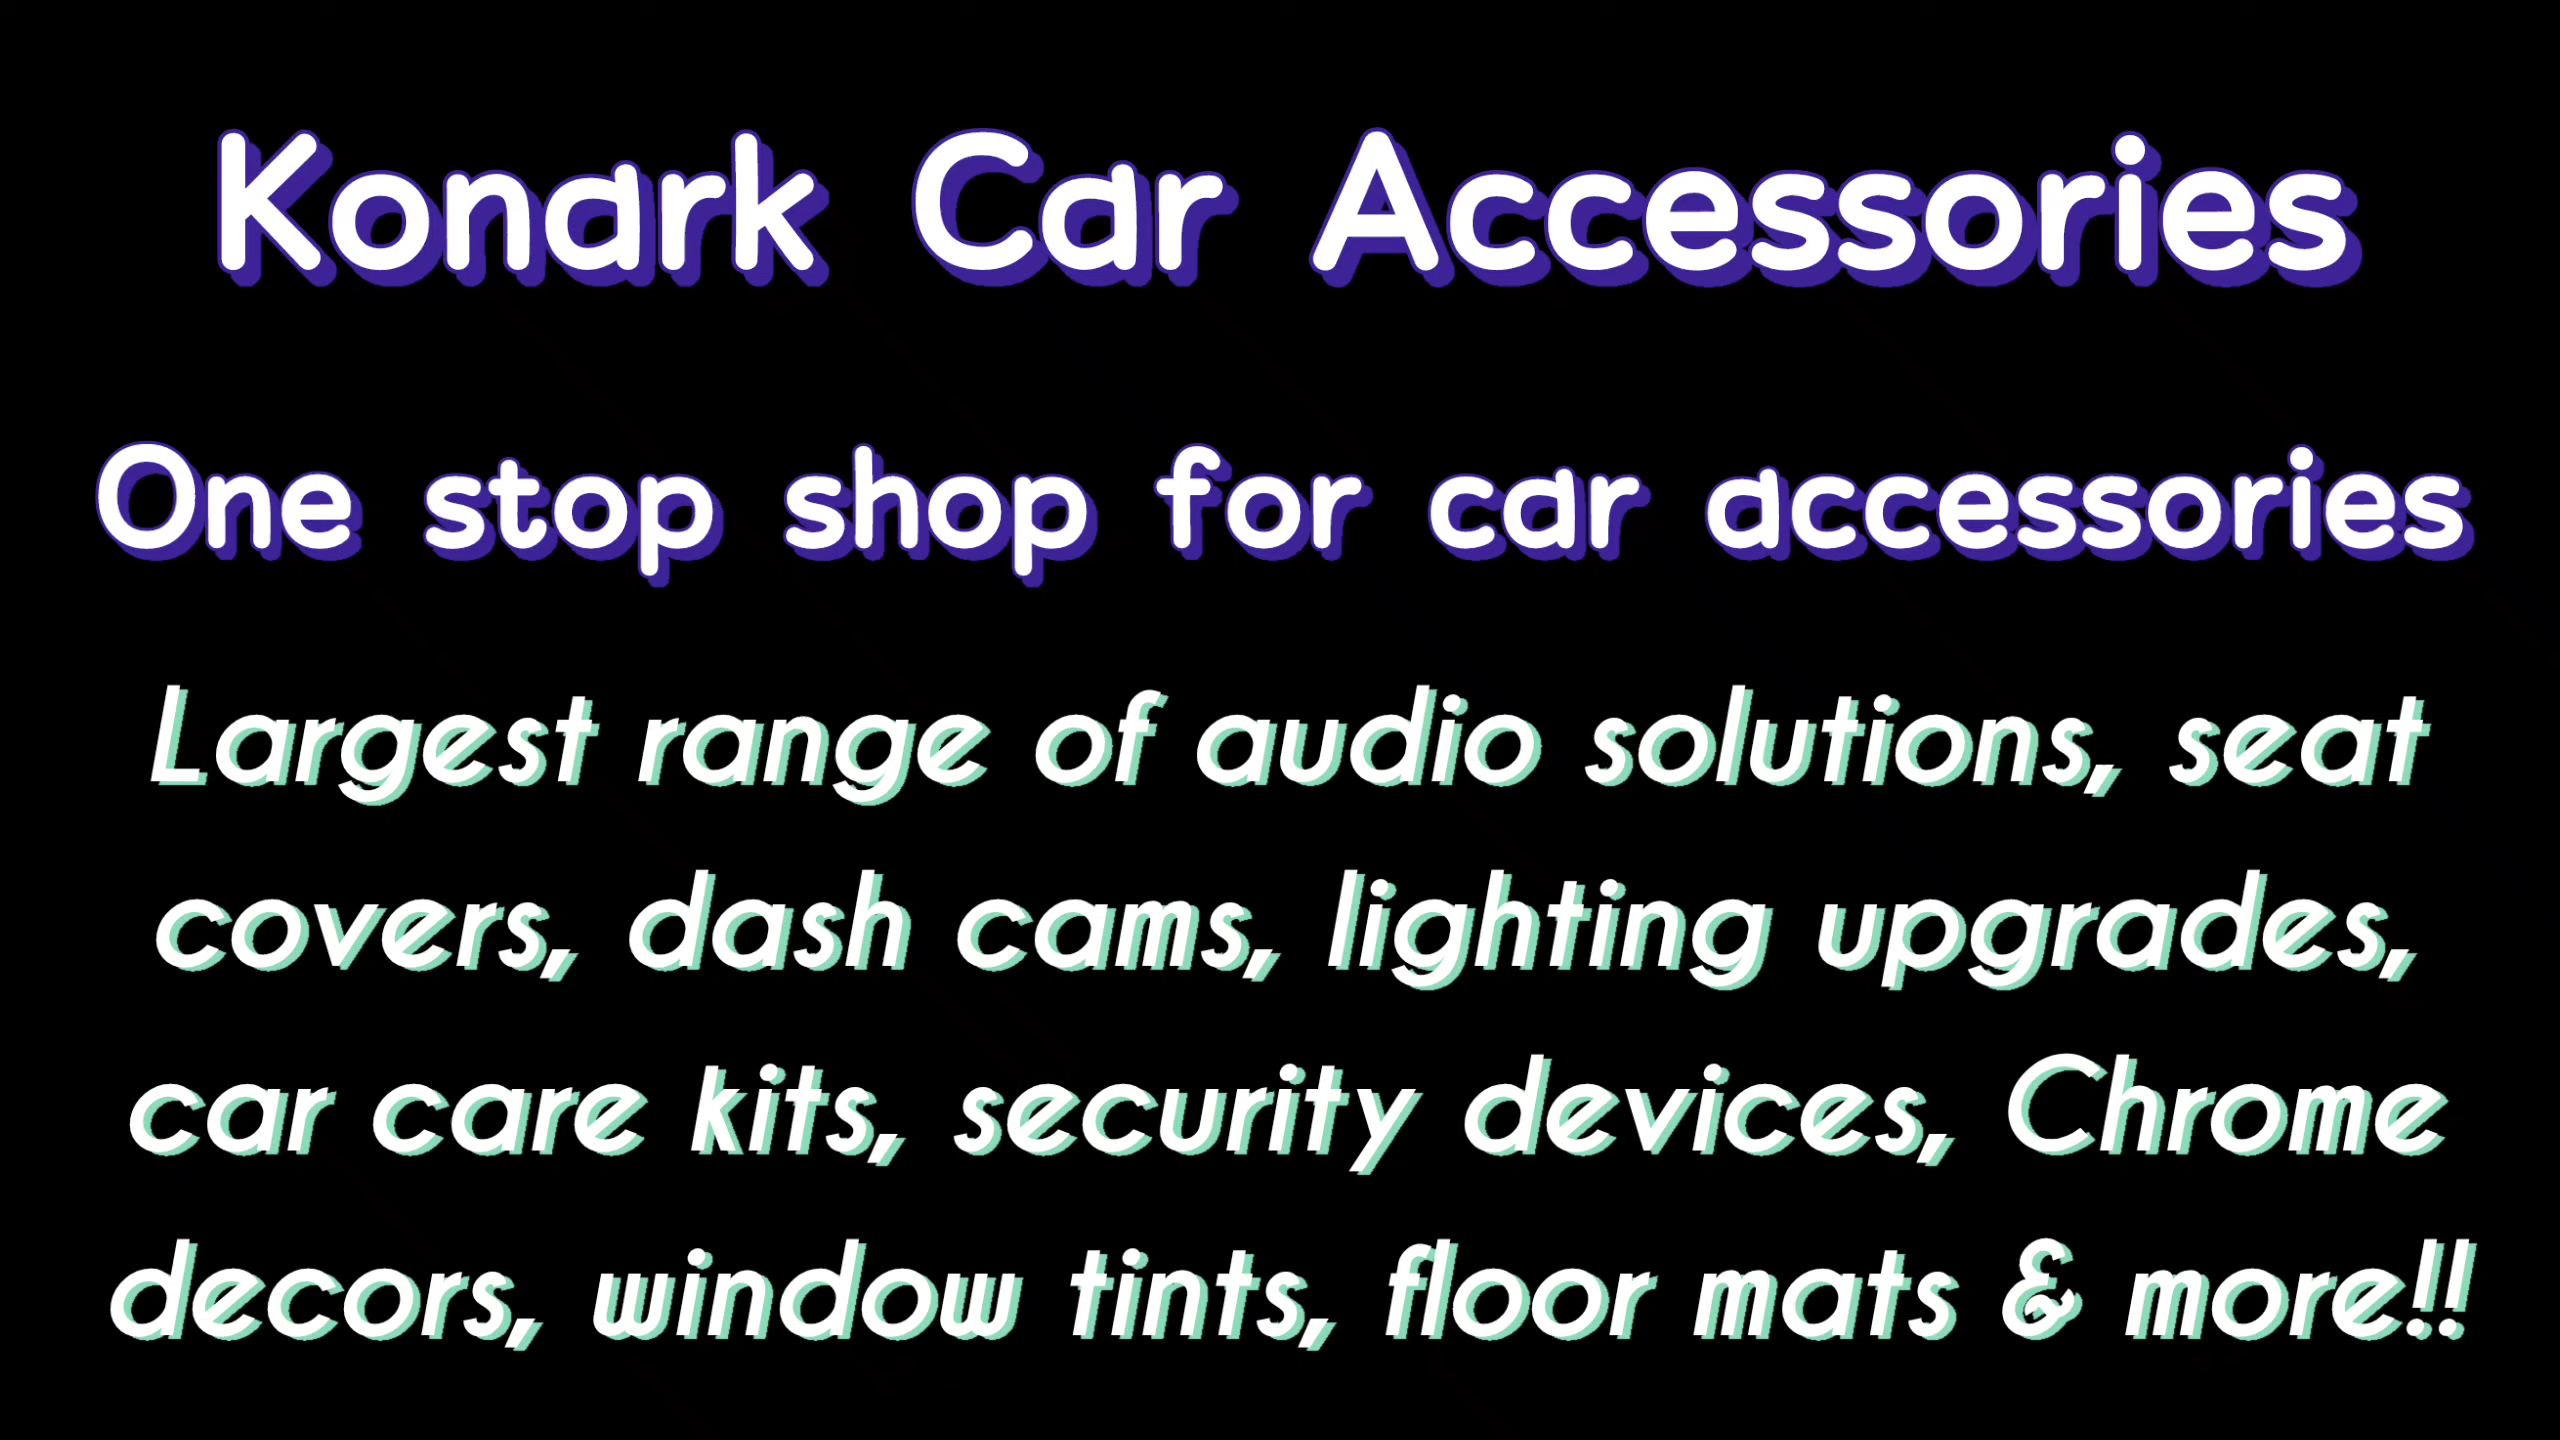 Konark Car Accessories
One stop shop for car accessories
Largest range of audio solutions, seat
covers, dash cams, lighting upgrades,
car care kits, security devices, Chrome
decors, window tints, floor mats & more!!